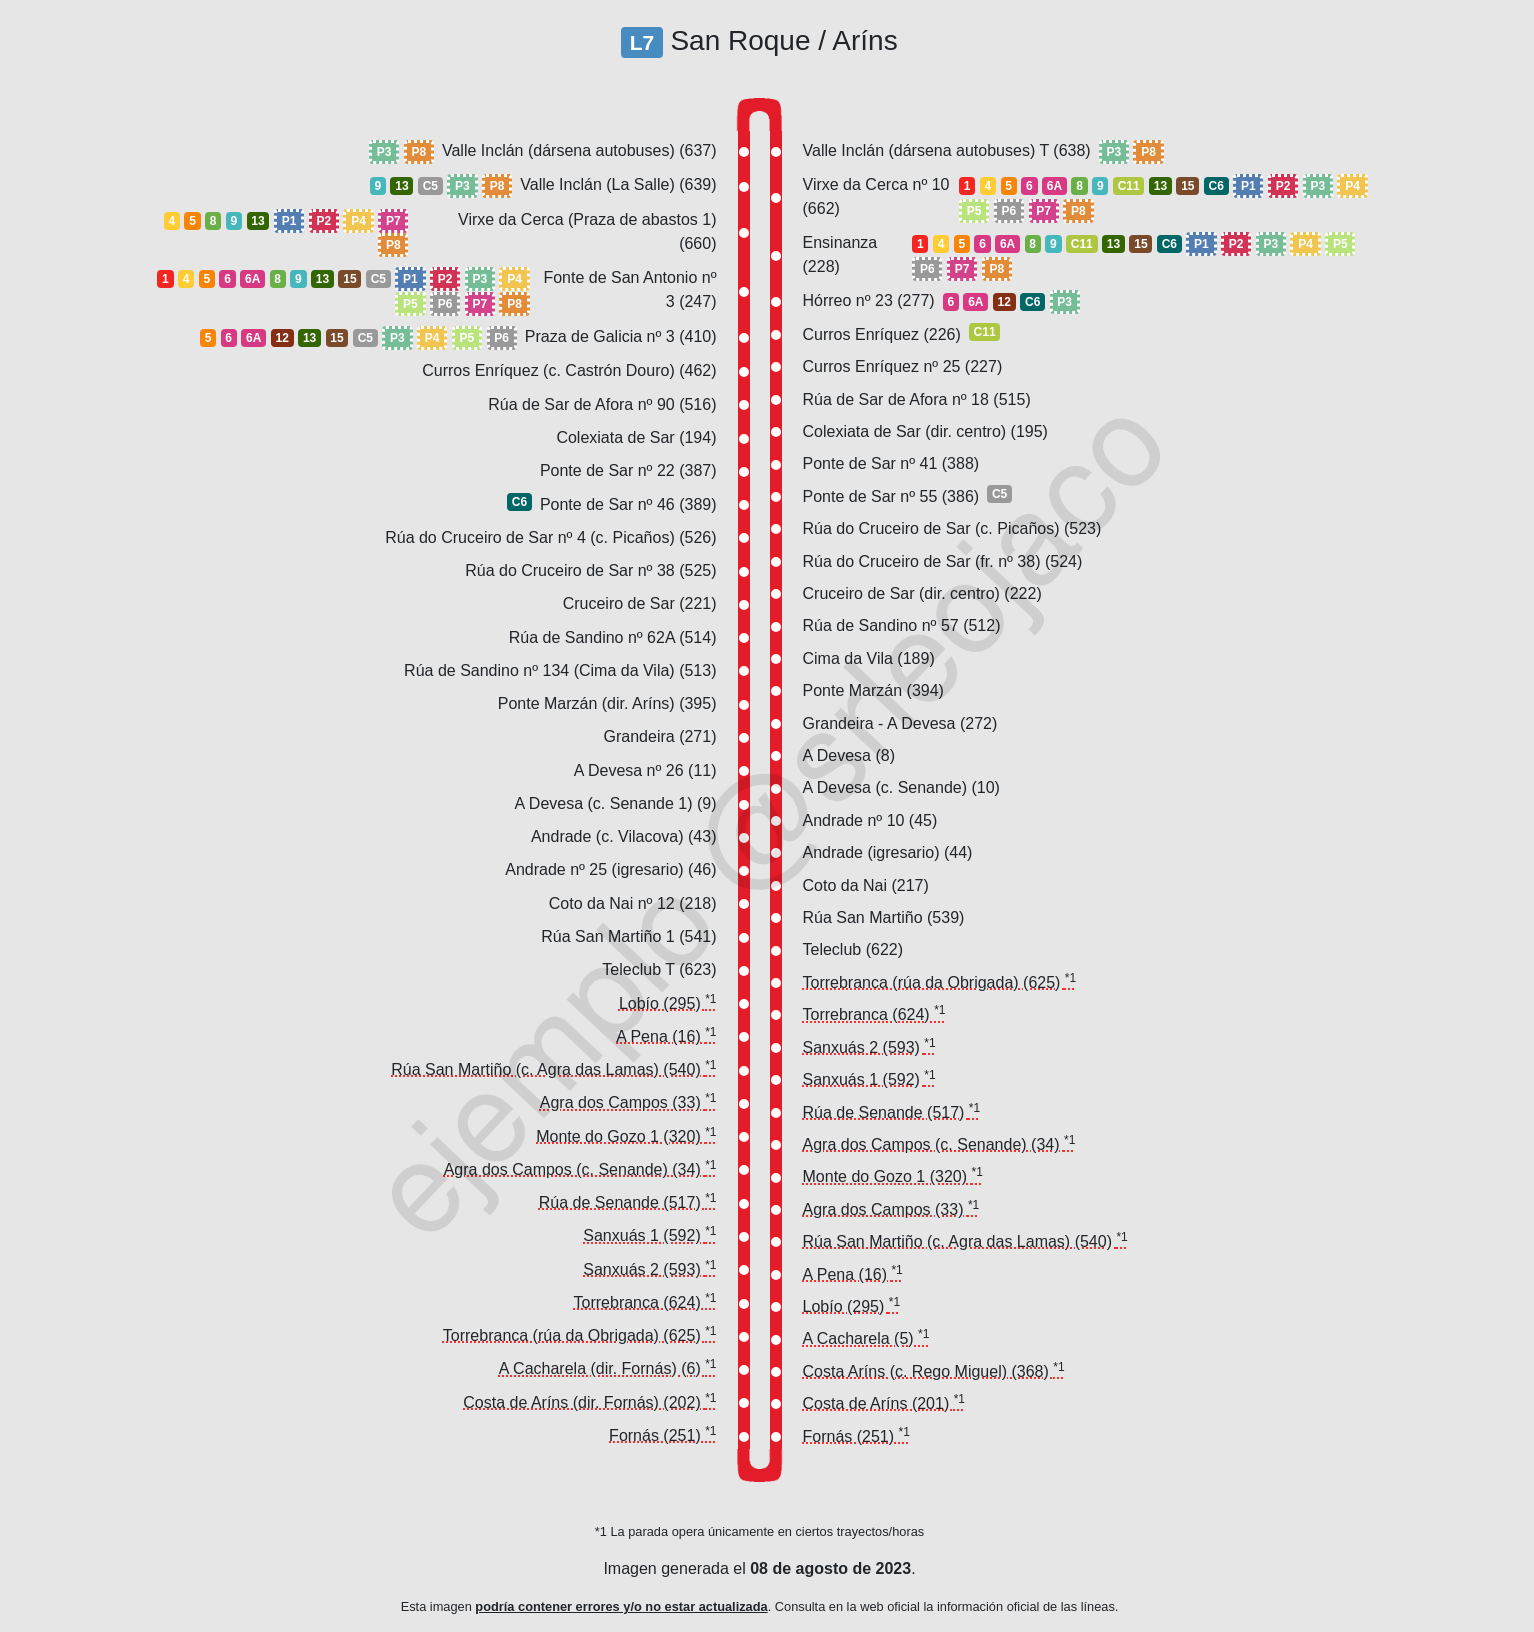 L7 San Roque / Aríns
P3 P8 Valle Inclán (dársena autobuses) (637)
9 13 C5 P3 P8 Valle Inclán (La Salle) (639)
4 5 8 9 13 P1 P2 P4 P7 Virxe da Cerca (Praza de abastos 1)
P8 (660)
1 4 5 6 6A 8 9 13 15 C5 P1 P2 P3 P4 Fonte de San Antonio nº
P5 P6 P7 P8 3 (247)
5 6 6A 12 13 15 C5 P3 P4 P5 P6 Praza de Galicia nº 3 (410)
Curros Enríquez (c. Castrón Douro) (462)
Rúa de Sar de Afora nº 90 (516)
Colexiata de Sar (194)
Ponte de Sar nº 22 (387)
C6 Ponte de Sar nº 46 (389)
Rúa do Cruceiro de Sar nº 4 (c. Picaños) (526)
Rúa do Cruceiro de Sar nº 38 (525)
Cruceiro de Sar (221)
Rúa de Sandino nº 62A (514)
Rúa de Sandino nº 134 (Cima da Vila) (513)
Ponte Marzán (dir. Aríns) (395)
Grandeira (271)
A Devesa nº 26 (11)
A Devesa (c. Senande 1) (9)
Andrade (c. Vilacova) (43)
Andrade nº 25 (igresario) (46)
Coto da Nai nº 12 (218)
Rúa San Martiño 1 (541)
Teleclub T (623)
Lobío (295) *1
A Pena (16) *1
Rúa San Martiño (c. Agra das Lamas) (540) *1
Agra dos Campos (33) *1
Monte do Gozo 1 (320) *1
Agra dos Campos (c. Senande) (34) *1
Rúa de Senande (517) *1
Sanxuás 1 (592) *1
Sanxuás 2 (593) *1
Torrebranca (624) *1
Torrebranca (rúa da Obrigada) (625) *1
A Cacharela (dir. Fornás) (6) *1
Costa de Aríns (dir. Fornás) (202) *1
Fornás (251) *1
Valle Inclán (dársena autobuses) T (638) P3 P8
Virxe da Cerca nº 10 1 4 5 6 6A 8 9 C11 13 15 C6 P1 P2 P3 P4
(662) P5 P6 P7 P8
Ensinanza 1 4 5 6 6A 8 9 C11 13 15 C6 P1 P2 P3 P4 P5
(228) P6 P7 P8
Hórreo nº 23 (277) 6 6A 12 C6 P3
Curros Enríquez (226) C11
Curros Enríquez nº 25 (227)
Rúa de Sar de Afora nº 18 (515)
Colexiata de Sar (dir. centro) (195)
Ponte de Sar nº 41 (388)
Ponte de Sar nº 55 (386) C5
Rúa do Cruceiro de Sar (c. Picaños) (523)
Rúa do Cruceiro de Sar (fr. nº 38) (524)
Cruceiro de Sar (dir. centro) (222)
Rúa de Sandino nº 57 (512)
Cima da Vila (189)
Ponte Marzán (394)
Grandeira - A Devesa (272)
A Devesa (8)
A Devesa (c. Senande) (10)
Andrade nº 10 (45)
Andrade (igresario) (44)
Coto da Nai (217)
Rúa San Martiño (539)
Teleclub (622)
Torrebranca (rúa da Obrigada) (625) *1
Torrebranca (624) *1
Sanxuás 2 (593) *1
Sanxuás 1 (592) *1
Rúa de Senande (517) *1
Agra dos Campos (c. Senande) (34) *1
Monte do Gozo 1 (320) *1
Agra dos Campos (33) *1
Rúa San Martiño (c. Agra das Lamas) (540) *1
A Pena (16) *1
Lobío (295) *1
A Cacharela (5) *1
Costa Aríns (c. Rego Miguel) (368) *1
Costa de Aríns (201) *1
Fornás (251) *1
ejemplo @srleojaco
*1 La parada opera únicamente en ciertos trayectos/horas
Imagen generada el 08 de agosto de 2023.
Esta imagen podría contener errores y/o no estar actualizada. Consulta en la web oficial la información oficial de las líneas.